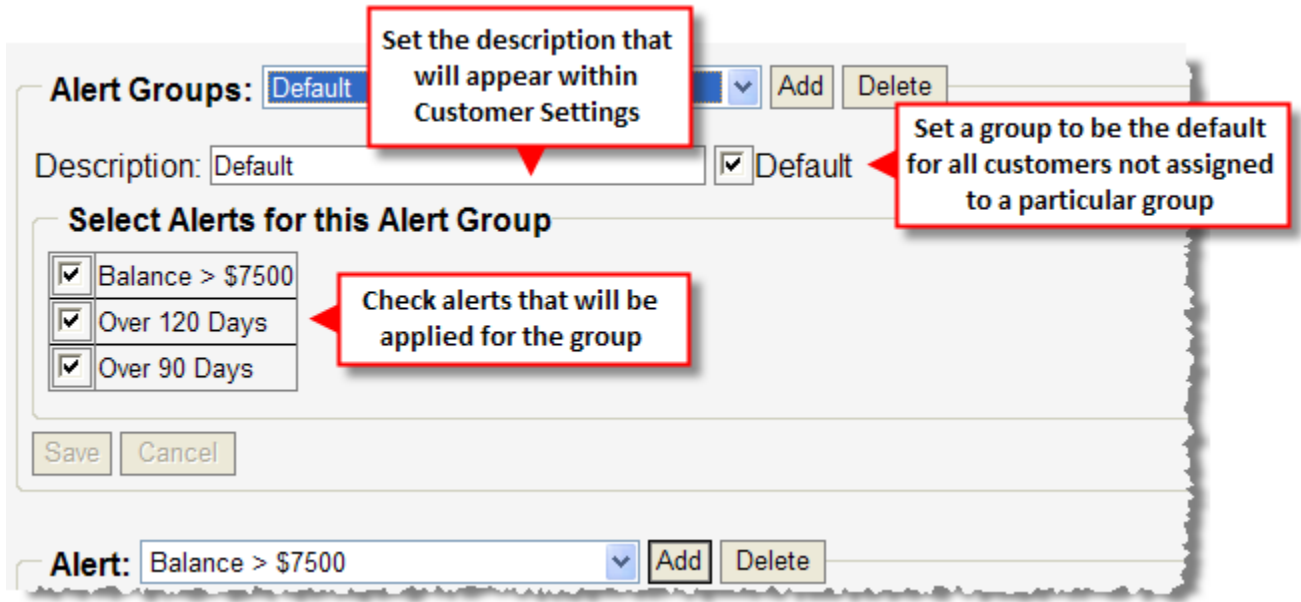 Set the description that
will appear within
Customer Settings
Alert Groups: Default Add Delete
Set a group to be the default
for all customers not assigned
to a particular group
Description: Default Default
Select Alerts for this Alert Group
Balance > $7500
Over 120 Days
Over 90 Days
Check alerts that will be
applied for the group
Save Cancel
Alert: Balance > $7500 Add Delete